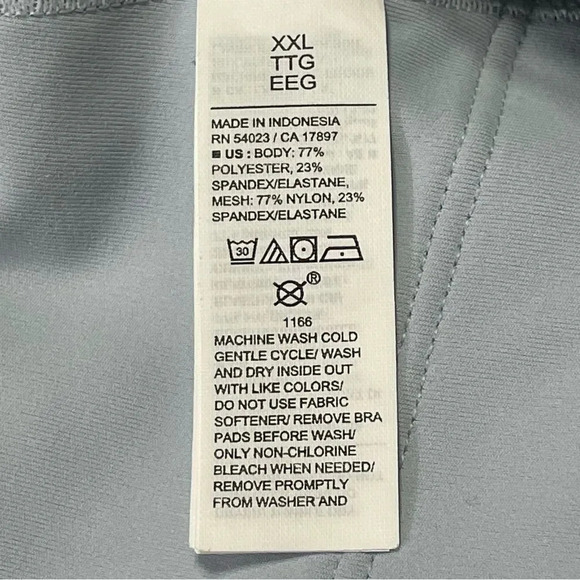 XXL
TTG
EEG
MADE IN INDONESIA
RN 54023 / CA 17897
US : BODY: 77%
POLYESTER, 23%
SPANDEX/ELASTANE,
MESH: 77% NYLON, 23%
SPANDEX/ELASTANE
30
®
1166
MACHINE WASH COLD
GENTLE CYCLE/ WASH
AND DRY INSIDE OUT
WITH LIKE COLORS/
DO NOT USE FABRIC
SOFTENER/ REMOVE BRA
PADS BEFORE WASH/
ONLY NON-CHLORINE
BLEACH WHEN NEEDED/
REMOVE PROMPTLY
FROM WASHER AND